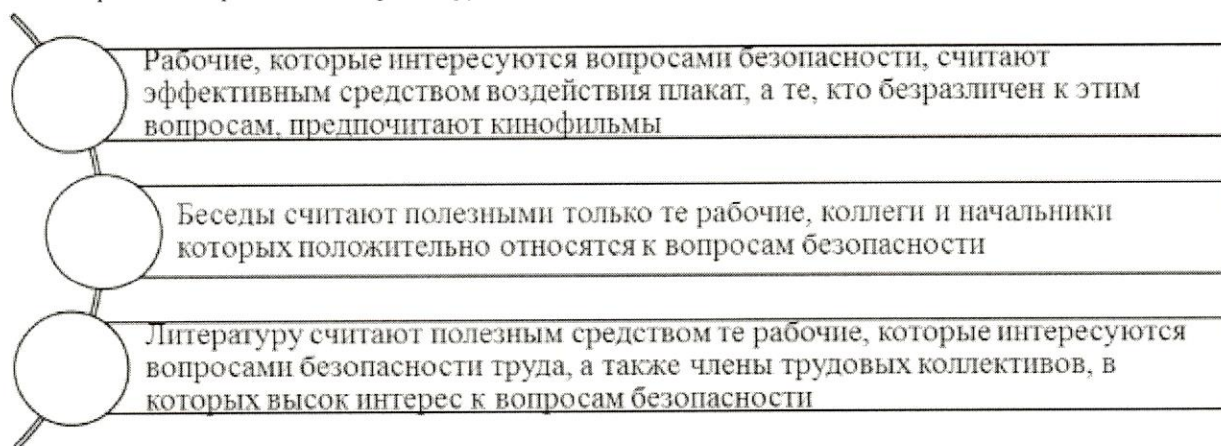 Рабочие, которые интересуются вопросами безопасности, считают
эффективным средством воздействия плакат, а те, кто безразличен к этим
вопросам, предпочитают кинофильмы
Беседы считают полезными только те рабочие, коллеги и начальники
которых положительно относятся к вопросам безопасности
Литературу считают полезным средством те рабочие, которые интересуются
вопросами безопасности труда, а также члены трудовых коллективов, в
которых высок интерес к вопросам безопасности